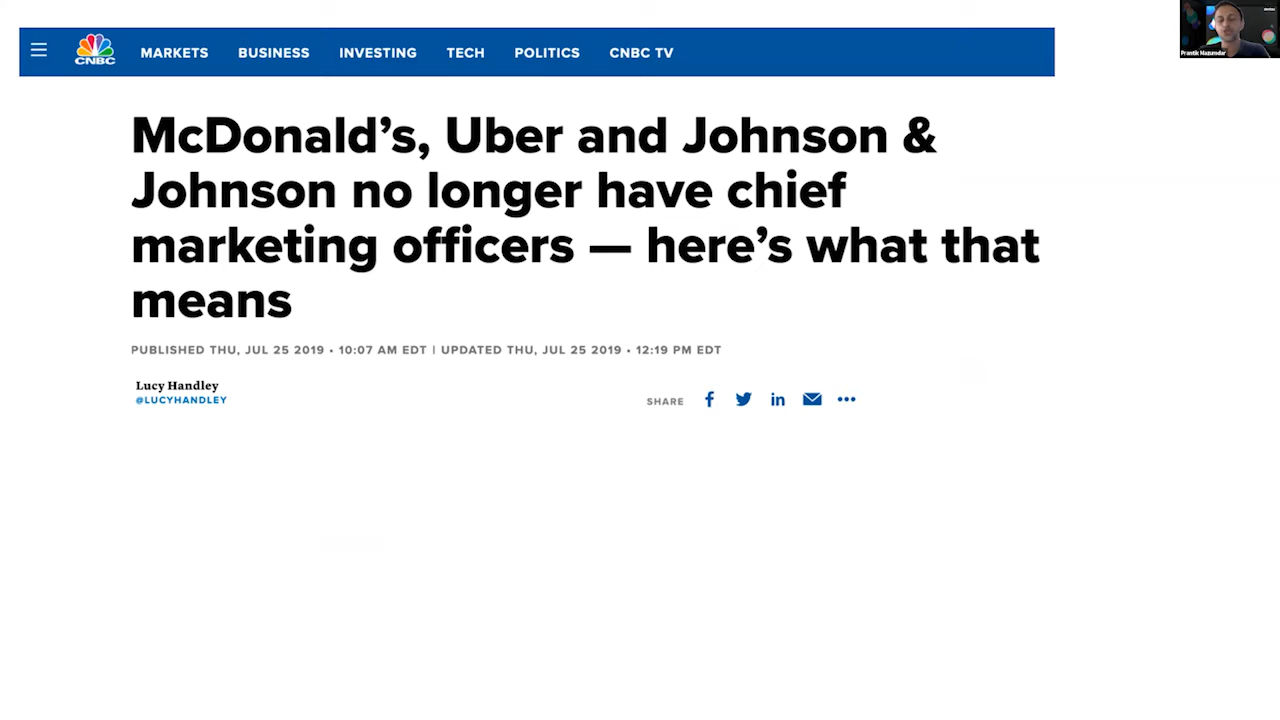 CNBC
MARKETS BUSINESS INVESTING TECH POLITICS CNBC TV
Prantik Mazumdar
McDonald’s, Uber and Johnson &
Johnson no longer have chief
marketing officers — here’s what that
means
PUBLISHED THU, JUL 25 2019 • 10:07 AM EDT | UPDATED THU, JUL 25 2019 • 12:19 PM EDT
Lucy Handley
@LUCYHANDLEY
SHARE